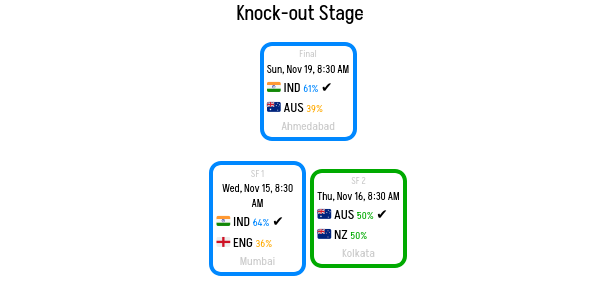 Knock-out Stage
Final
Sun, Nov 19, 8:30 AM
IND 61% ✔
AUS 39%
Ahmedabad
SF 1
Wed, Nov 15, 8:30
AM
IND 64% ✔
ENG 36%
Mumbai
SF 2
Thu, Nov 16, 8:30 AM
AUS 50% ✔
NZ 50%
Kolkata